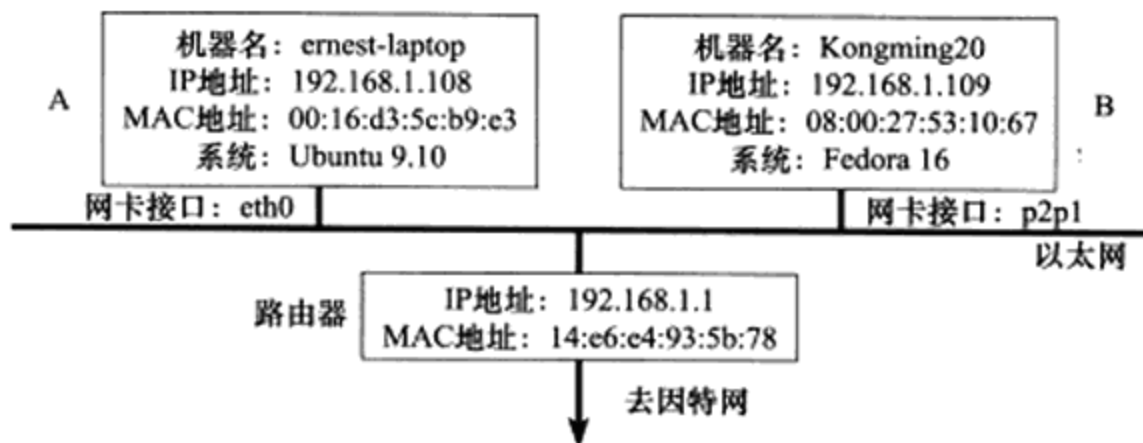 A
机器名：ernest-laptop
IP地址：192.168.1.108
MAC地址：00:16:d3:5c:b9:e3
系统：Ubuntu 9.10
网卡接口：eth0
B
机器名：Kongming20
IP地址：192.168.1.109
MAC地址：08:00:27:53:10:67
系统：Fedora 16
网卡接口：p2p1
以太网
路由器
IP地址：192.168.1.1
MAC地址：14:e6:e4:93:5b:78
去因特网